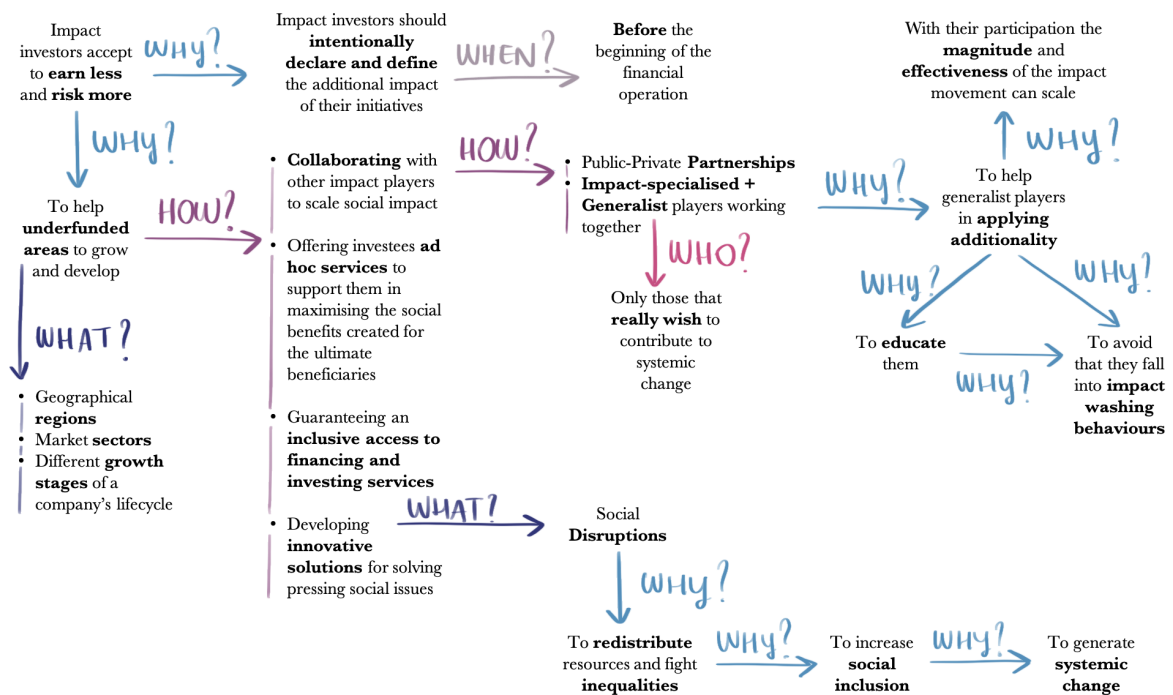 Impact
investors accept
to earn less
and risk more
WHY?
Impact investors should
intentionally
declare and define
the additional impact
of their initiatives
WHEN?
Before the
beginning of the
financial
operation
WHY?
To help
underfunded
areas to grow
and develop
HOW?
• Collaborating with
other impact players
to scale social impact
• Offering investees ad
hoc services to
support them in
maximising the social
benefits created for
the ultimate
beneficiaries
• Guaranteeing an
inclusive access to
financing and
investing services
• Developing
innovative
solutions for solving
pressing social issues
WHAT?
• Geographical
regions
• Market sectors
• Different growth
stages of a
company's lifecycle
HOW?
• Public-Private Partnerships
• Impact-specialised +
Generalist players working
together
WHO?
Only those that
really wish to
contribute to
systemic
change
WHY?
To help
generalist players
in applying
additionality
WHY?
With their participation the
magnitude and
effectiveness of the impact
movement can scale
WHY?
To educate
them
WHY?
WHY?
To avoid
that they fall
into impact
washing
behaviours
WHAT?
Social
Disruptions
WHY?
To redistribute
resources and fight
inequalities
WHY?
To increase
social
inclusion
WHY?
To generate
systemic
change